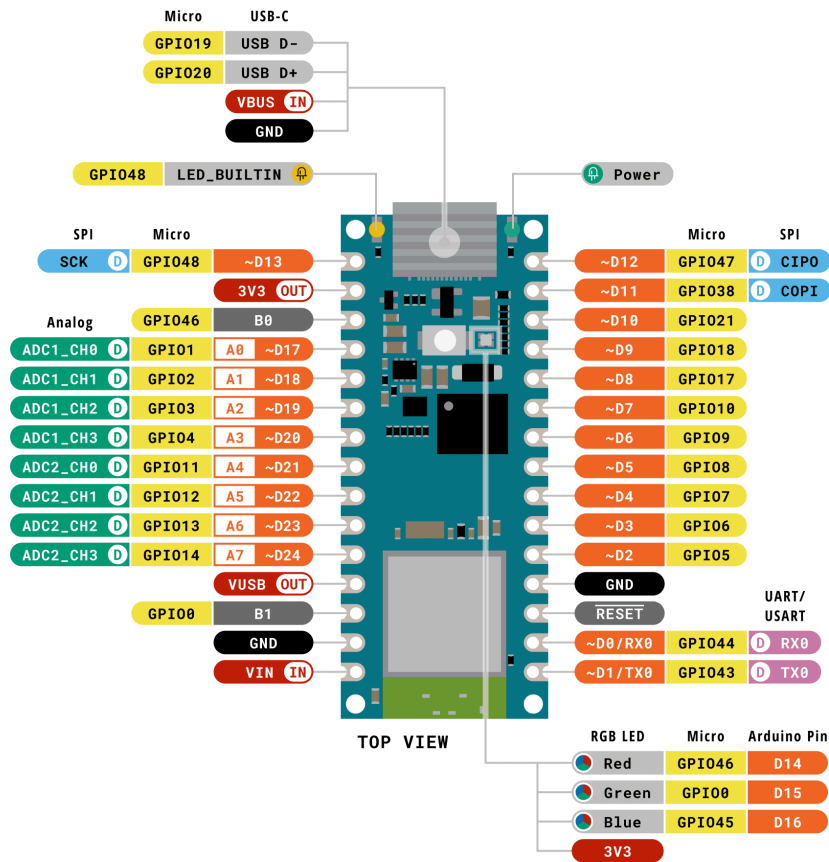 Micro USB-C
GPIO19 USB D-
GPIO20 USB D+
VBUS IN
GND
GPIO48 LED_BUILTIN
Power
SPI Micro
SCK D GPIO48 ~D13
3V3 OUT
GPIO46 B0
Analog
ADC1_CH0 D GPIO1 A0 ~D17
ADC1_CH1 D GPIO2 A1 ~D18
ADC1_CH2 D GPIO3 A2 ~D19
ADC1_CH3 D GPIO4 A3 ~D20
ADC2_CH0 D GPIO11 A4 ~D21
ADC2_CH1 D GPIO12 A5 ~D22
ADC2_CH2 D GPIO13 A6 ~D23
ADC2_CH3 D GPIO14 A7 ~D24
VUSB OUT
GPIO0 B1
GND
VIN IN
Micro SPI
~D12 GPIO47 D CIPO
~D11 GPIO38 D COPI
~D10 GPIO21
~D9 GPIO18
~D8 GPIO17
~D7 GPIO10
~D6 GPIO9
~D5 GPIO8
~D4 GPIO7
~D3 GPIO6
~D2 GPIO5
GND
RESET
UART/
USART
~D0/RX0 GPIO44 D RX0
~D1/TX0 GPIO43 D TX0
TOP VIEW
RGB LED Micro Arduino Pin
Red GPIO46 D14
Green GPIO0 D15
Blue GPIO45 D16
3V3